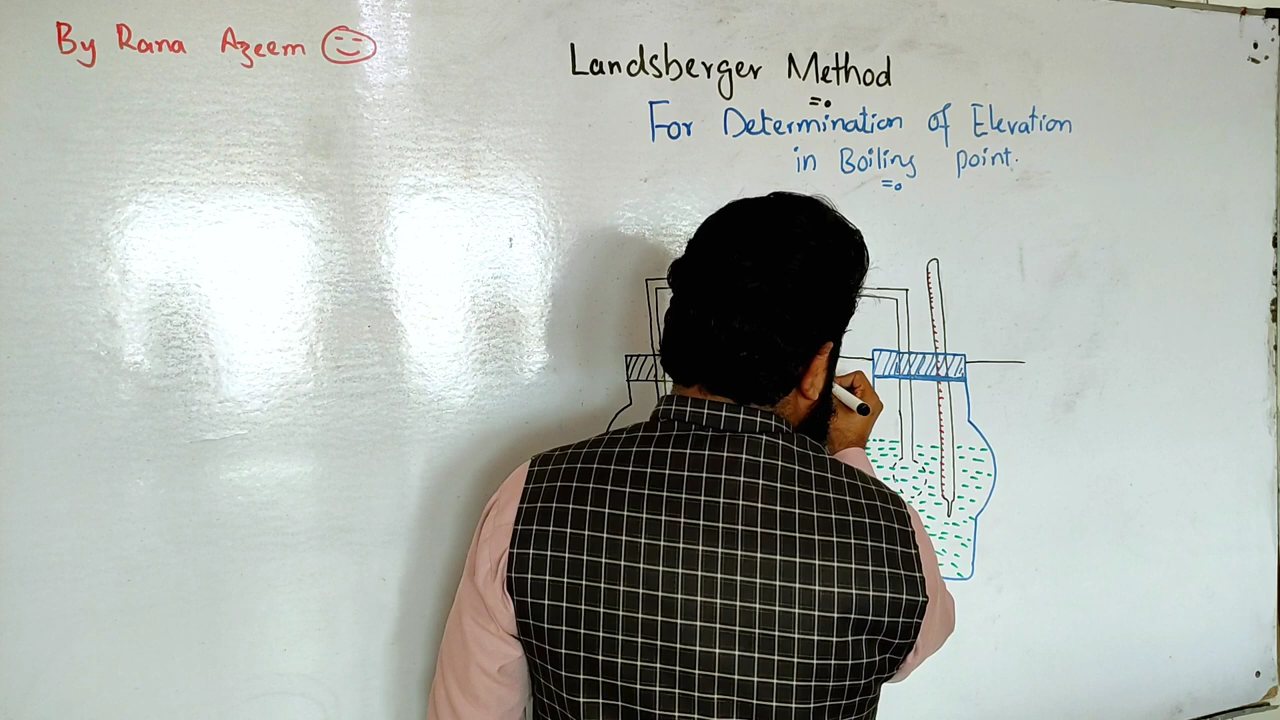 By Rana Azeem
Landsberger Method
For Determination of Elevation
in Boiling point.